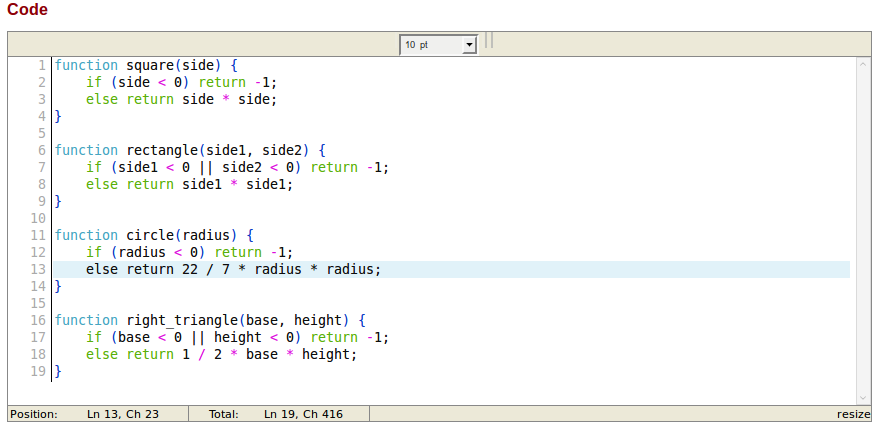 Code
10 pt
1 function square(side) {
2     if (side < 0) return -1;
3     else return side * side;
4 }
5
6 function rectangle(side1, side2) {
7     if (side1 < 0 || side2 < 0) return -1;
8     else return side1 * side1;
9 }
10
11 function circle(radius) {
12     if (radius < 0) return -1;
13     else return 22 / 7 * radius * radius;
14 }
15
16 function right_triangle(base, height) {
17     if (base < 0 || height < 0) return -1;
18     else return 1 / 2 * base * height;
19 }
Position: Ln 13, Ch 23 Total: Ln 19, Ch 416 resize